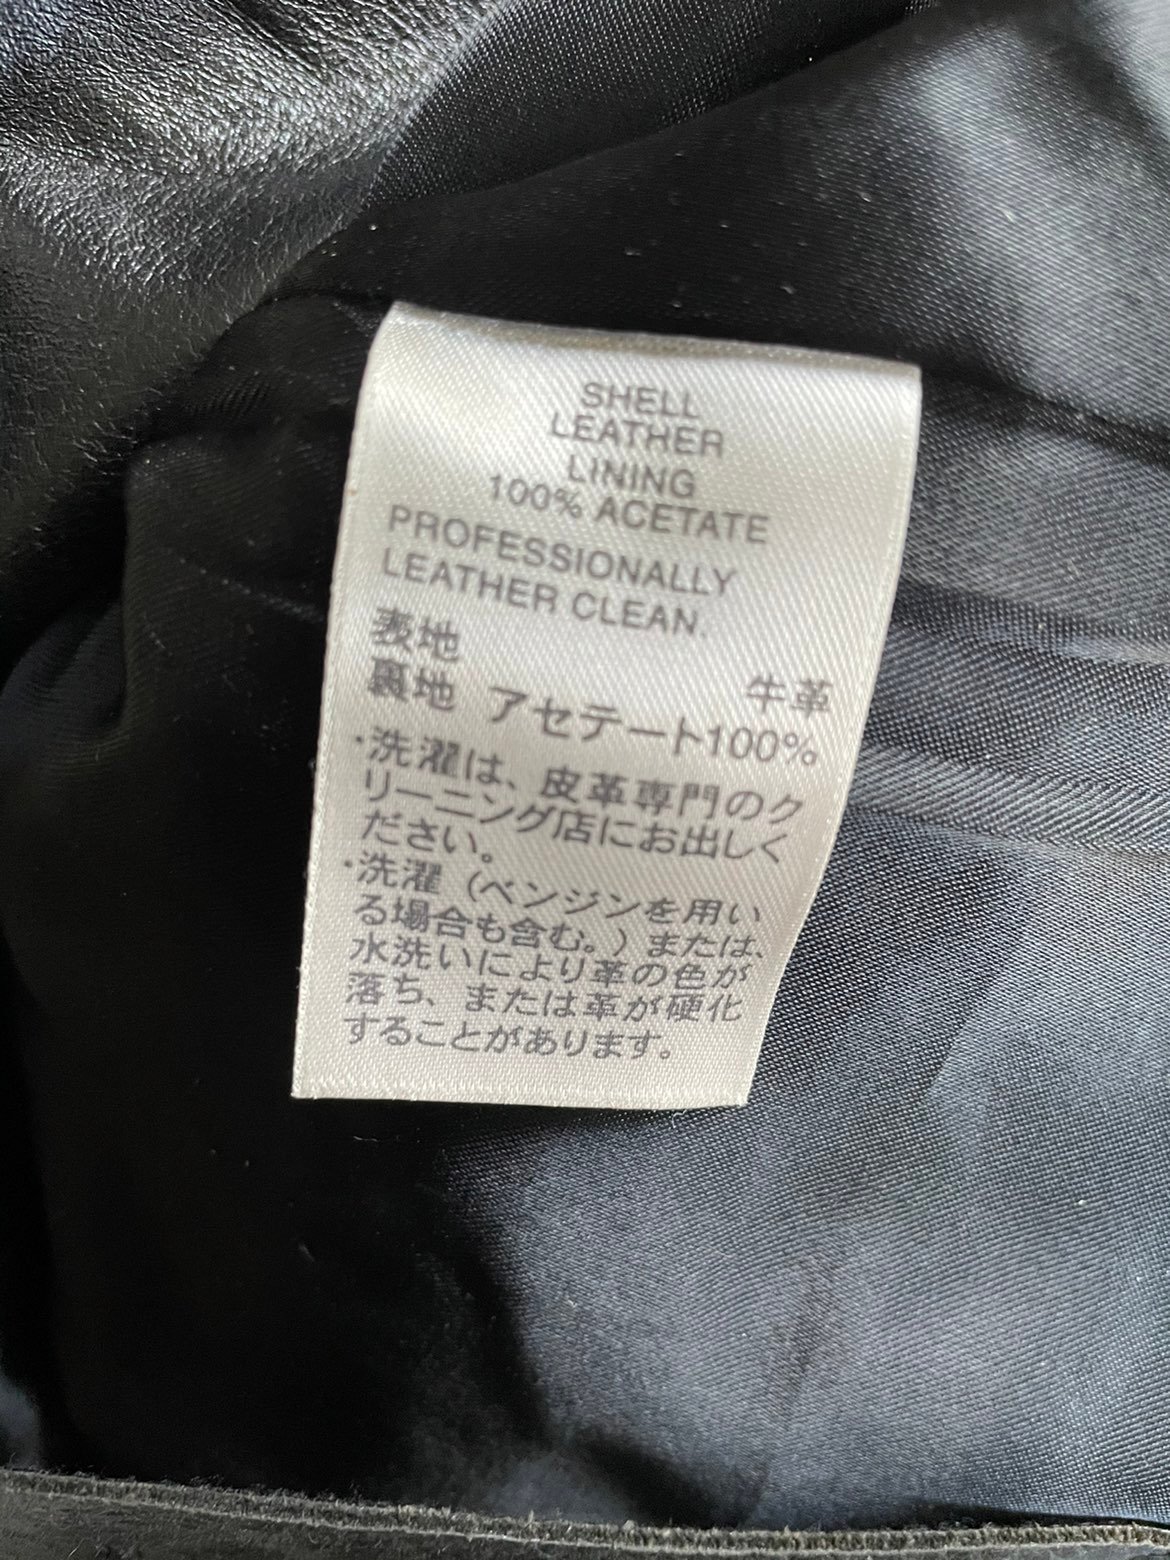 SHELL
LEATHER
LINING
100% ACETATE
PROFESSIONALLY
LEATHER CLEAN.
表地 牛革
裏地 アセテート100%
・洗濯は、皮革専門のク
リーニング店にお出しく
ださい。
・洗濯（ベンジンを用い
る場合も含む。）または、
水洗いにより革の色が
落ち、または革が硬化
することがあります。